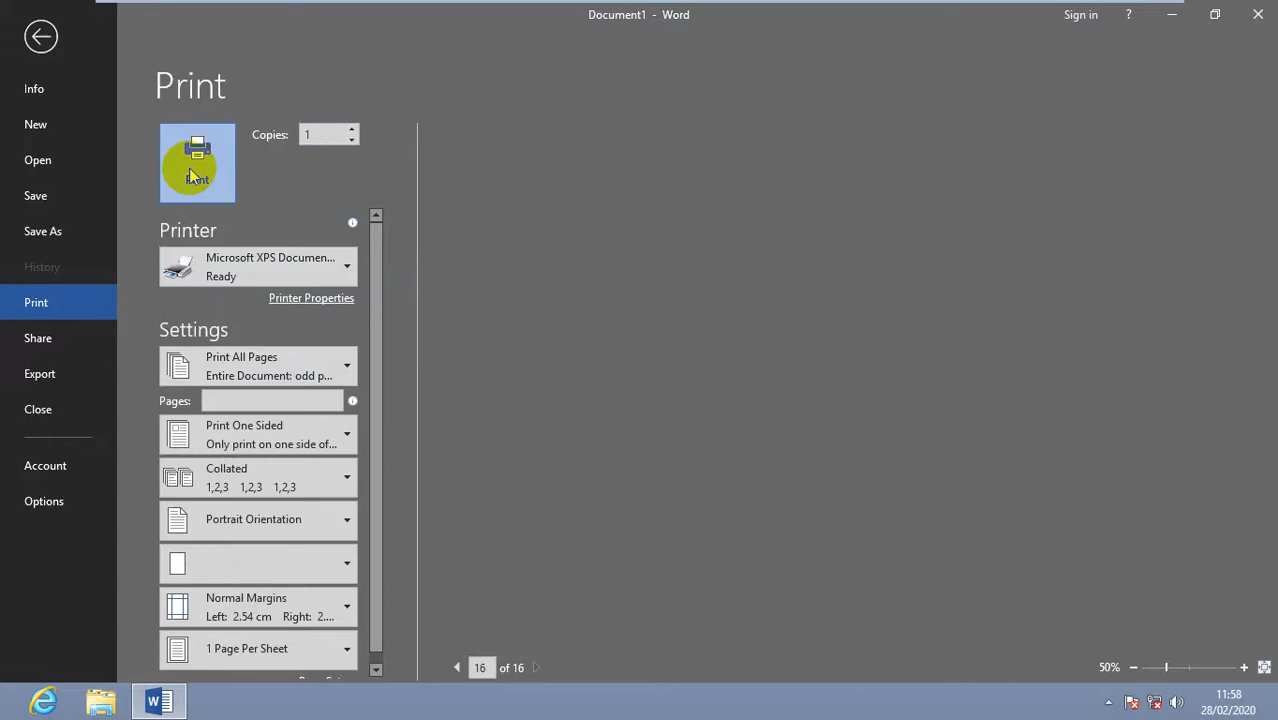 Document1 - Word
Sign in
?
Info
New
Open
Save
Save As
History
Print
Share
Export
Close
Account
Options
Print
Print
Copies: 1
Printer
Microsoft XPS Documen...
Ready
Printer Properties
Settings
Print All Pages
Entire Document: odd p...
Pages:
Print One Sided
Only print on one side of...
Collated
1,2,3 1,2,3 1,2,3
Portrait Orientation
Normal Margins
Left: 2.54 cm Right: 2....
1 Page Per Sheet
16 of 16
50%
11:58
28/02/2020